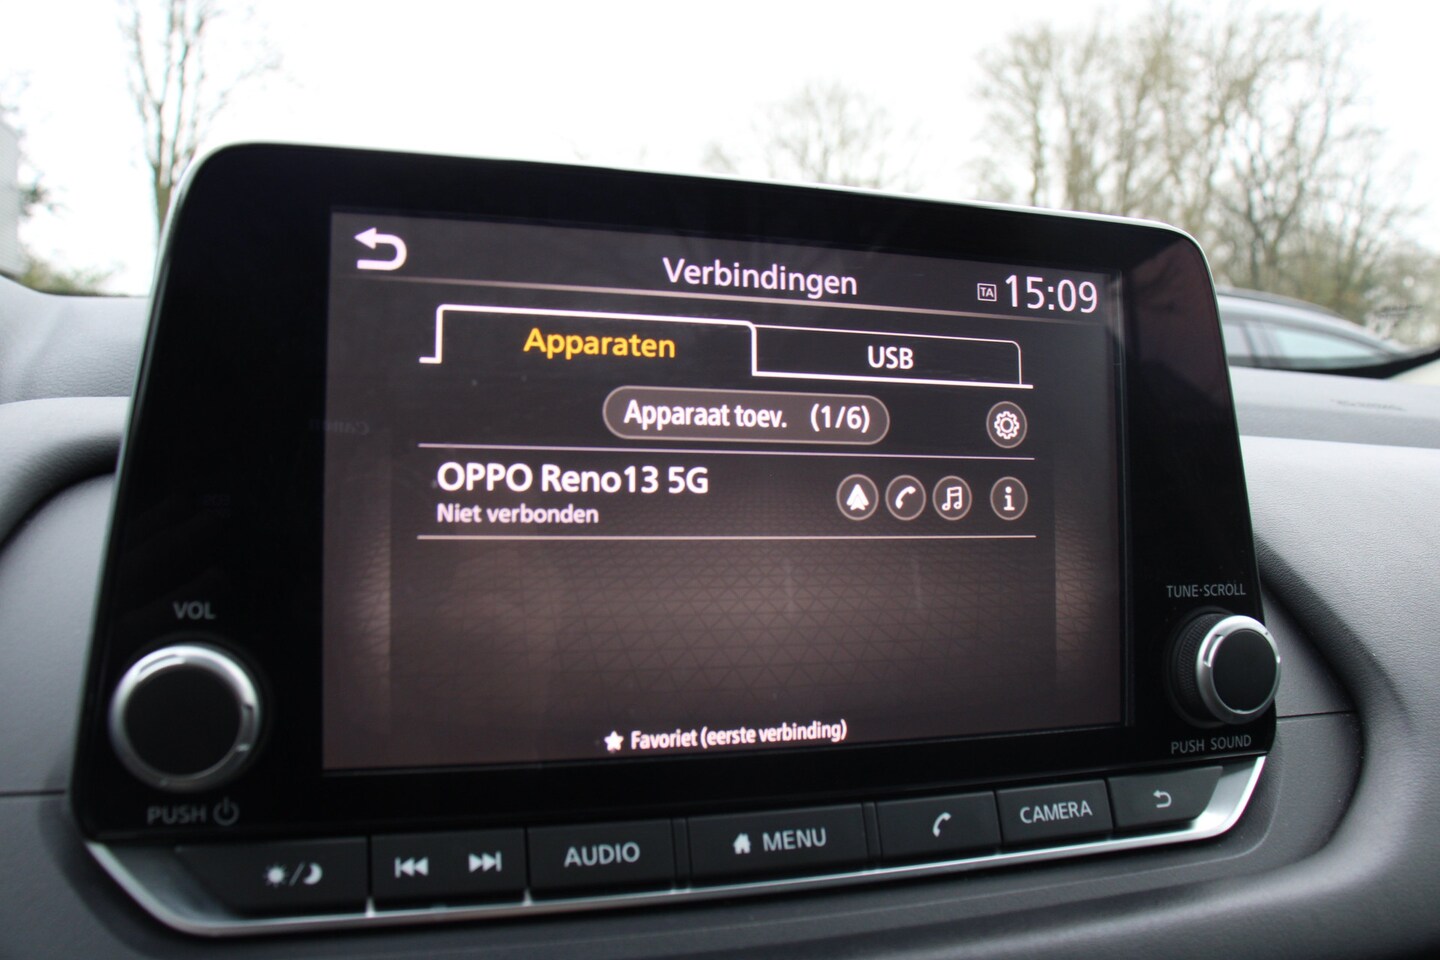 Verbindingen
TA 15:09
Apparaten
USB
Apparaat toev. (1/6)
OPPO Reno13 5G
Niet verbonden
Favoriet (eerste verbinding)
VOL
PUSH
TUNE·SCROLL
PUSH SOUND
AUDIO
MENU
CAMERA